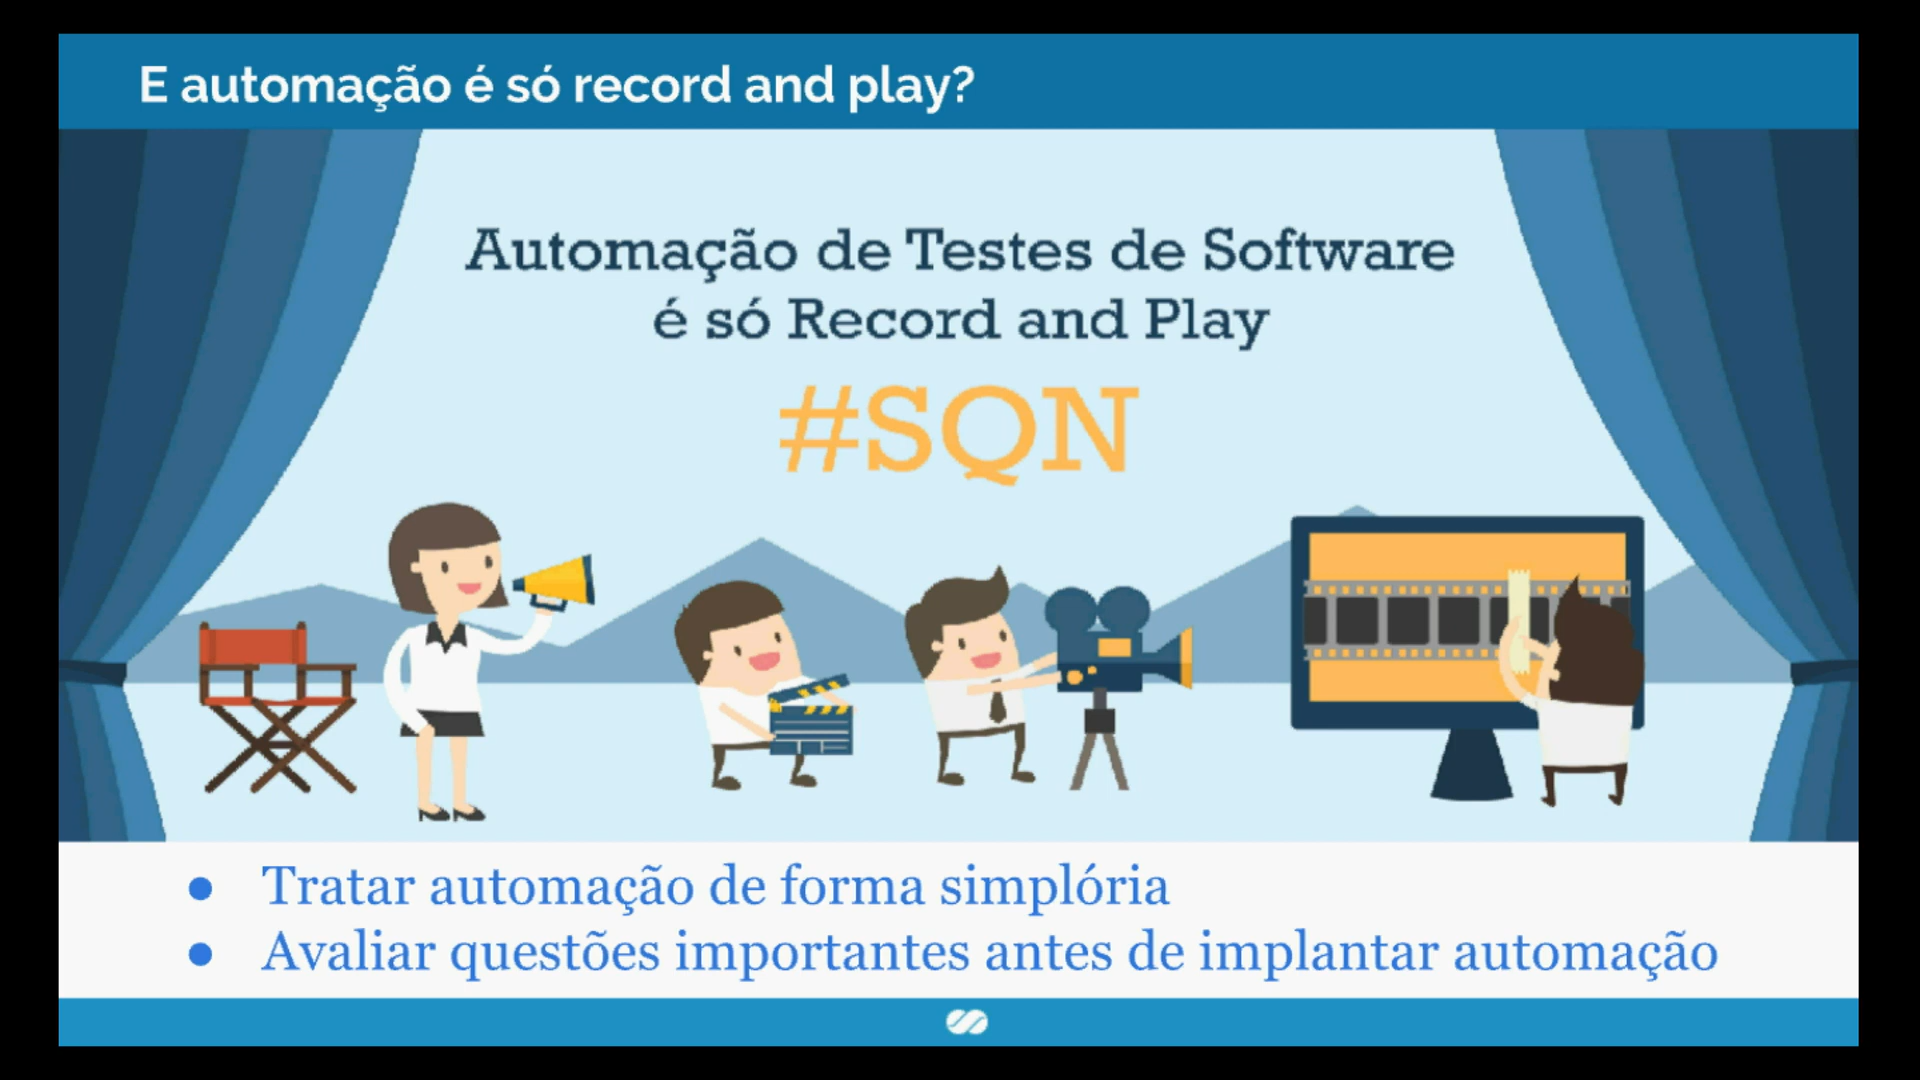 E automação é só record and play?
Automação de Testes de Software
é só Record and Play
#SQN
● Tratar automação de forma simplória
● Avaliar questões importantes antes de implantar automação